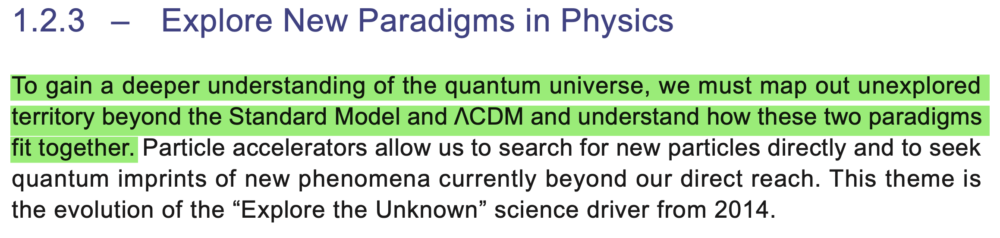 1.2.3 – Explore New Paradigms in Physics
To gain a deeper understanding of the quantum universe, we must map out unexplored
territory beyond the Standard Model and ΛCDM and understand how these two paradigms
fit together. Particle accelerators allow us to search for new particles directly and to seek
quantum imprints of new phenomena currently beyond our direct reach. This theme is
the evolution of the “Explore the Unknown” science driver from 2014.